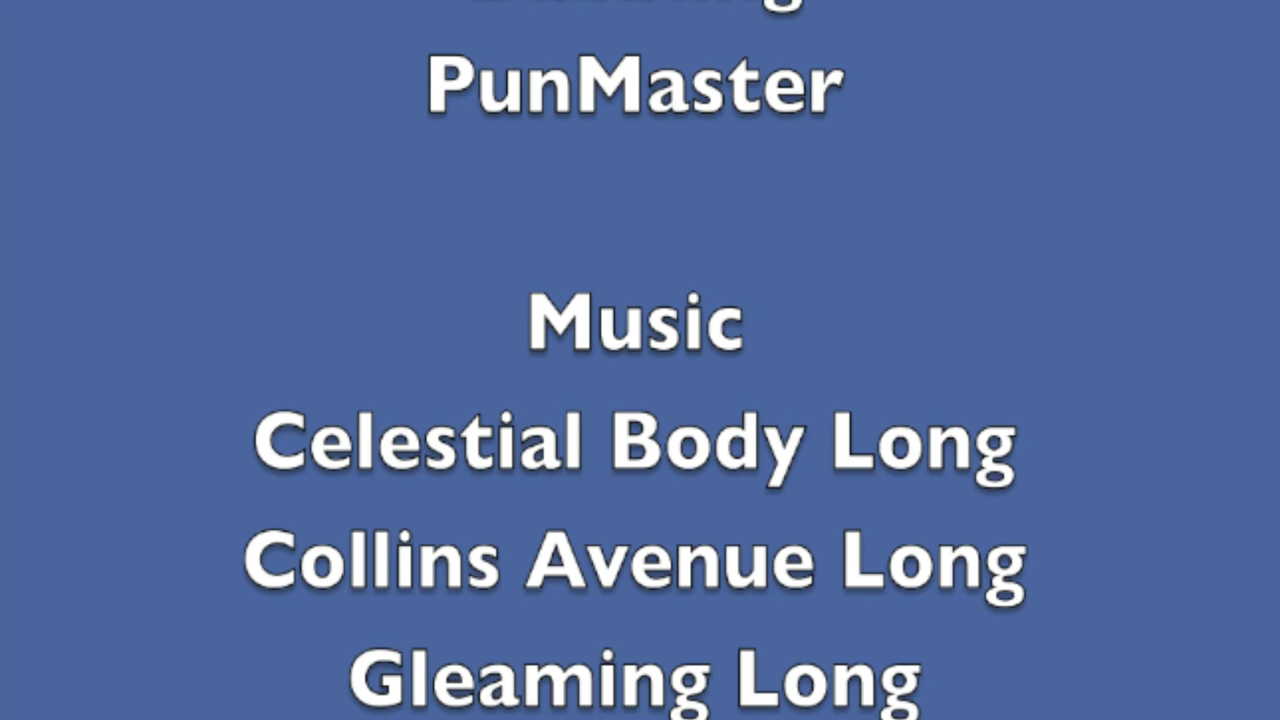 PunMaster
Music
Celestial Body Long
Collins Avenue Long
Gleaming Long